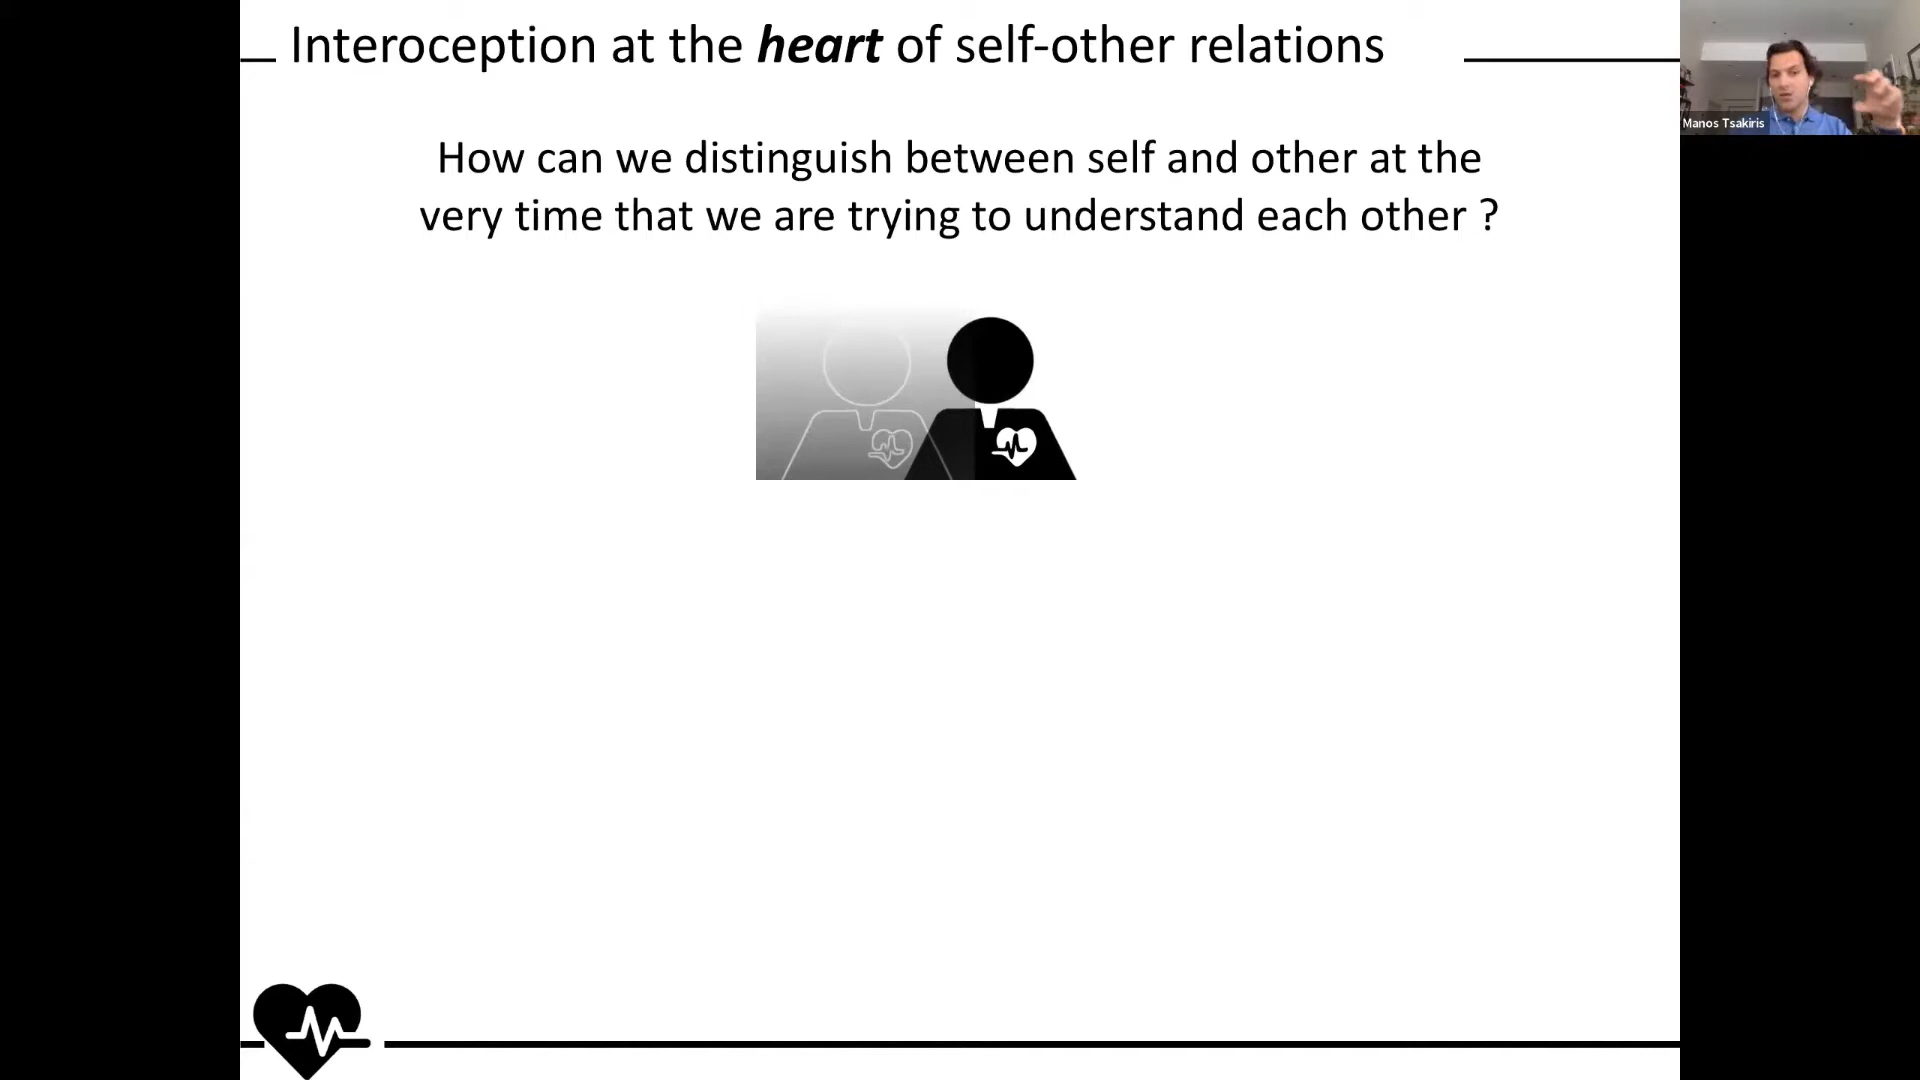 Interoception at the heart of self-other relations
Manos Tsakiris
How can we distinguish between self and other at the
very time that we are trying to understand each other ?